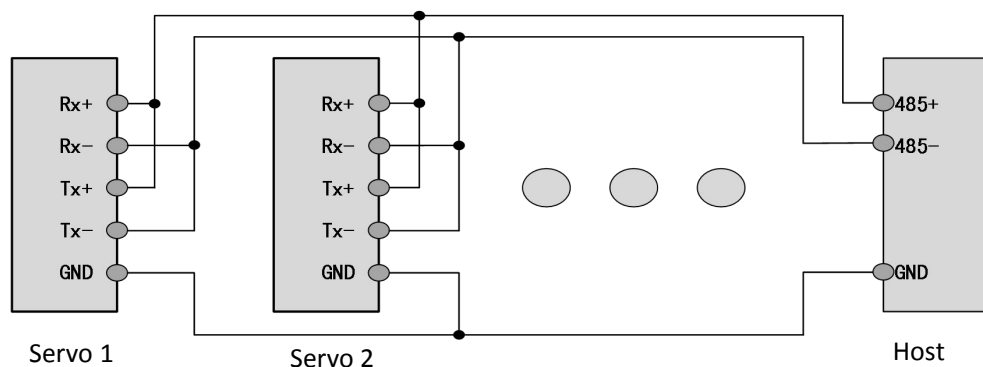 Rx+
Rx-
Tx+
Tx-
GND
Servo 1
Rx+
Rx-
Tx+
Tx-
GND
Servo 2
485+
485-
GND
Host